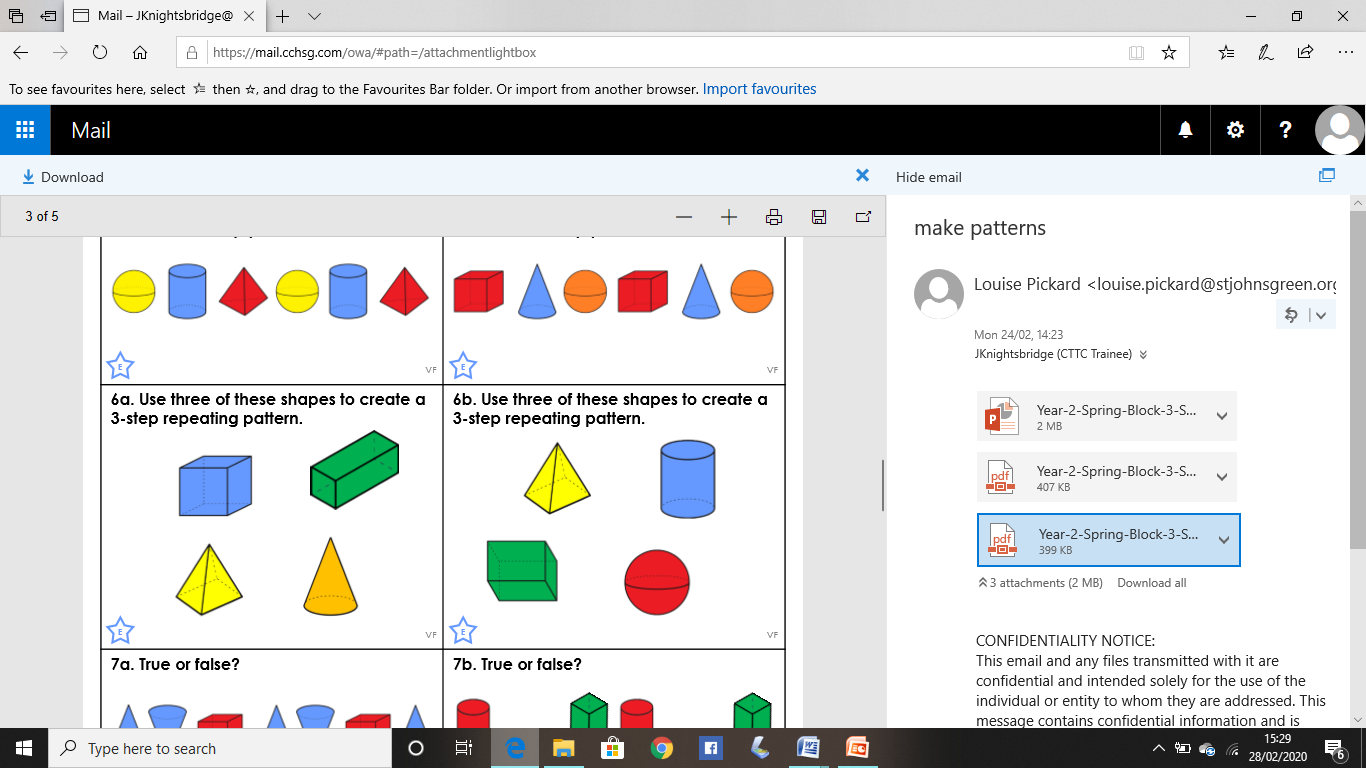 Mail – JKnightsbridge@
https://mail.cchsg.com/owa/#path=/attachmentlightbox
To see favourites here, select then , and drag to the Favourites Bar folder. Or import from another browser. Import favourites
Mail
?
Download
Hide email
3 of 5
make patterns
Louise Pickard <louise.pickard@stjohnsgreen.org
Mon 24/02, 14:23
JKnightsbridge (CTTC Trainee)
Year-2-Spring-Block-3-S...
2 MB
Year-2-Spring-Block-3-S...
407 KB
Year-2-Spring-Block-3-S...
399 KB
3 attachments (2 MB) Download all
CONFIDENTIALITY NOTICE:
This email and any files transmitted with it are
confidential and intended solely for the use of the
individual or entity to whom they are addressed. This
message contains confidential information and is
E
VF
E
VF
6a. Use three of these shapes to create a
3-step repeating pattern.
E
VF
6b. Use three of these shapes to create a
3-step repeating pattern.
E
VF
7a. True or false?
7b. True or false?
Type here to search
15:29
28/02/2020
6